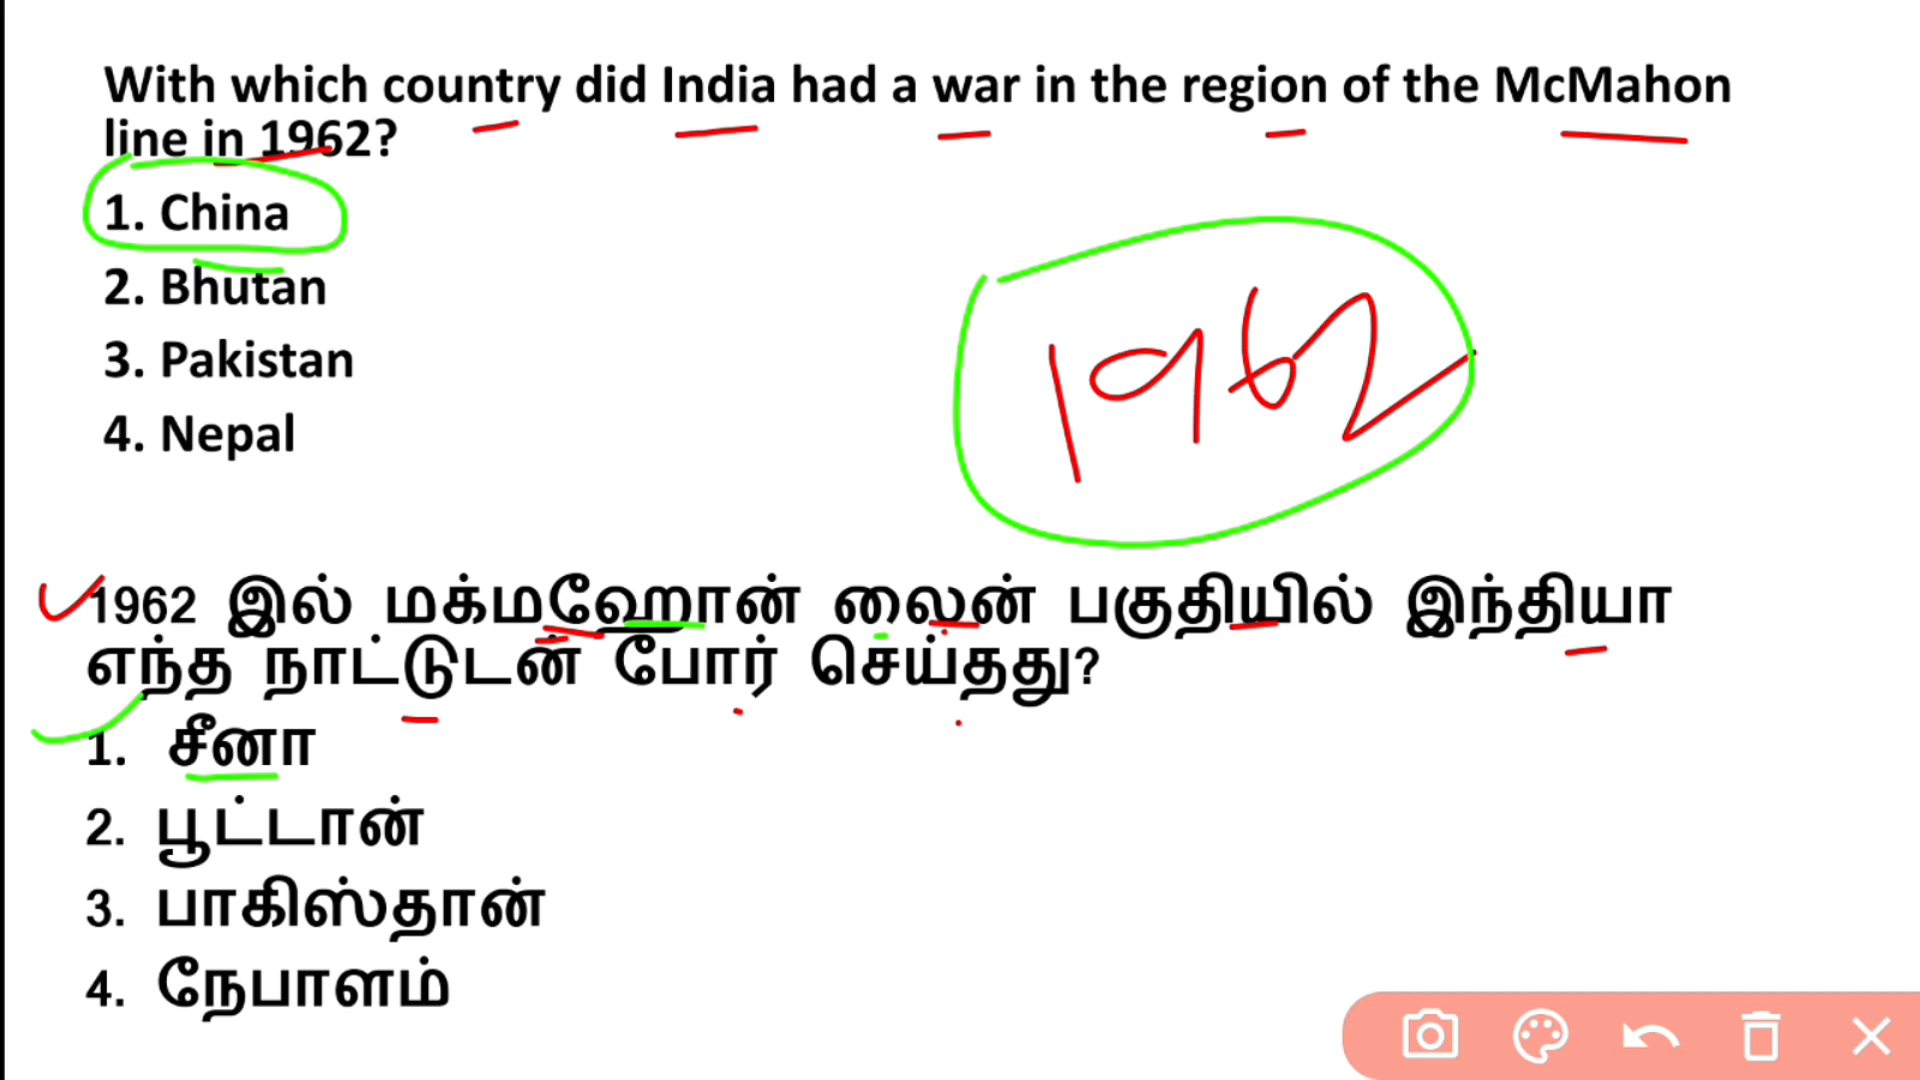 With which country did India had a war in the region of the McMahon
line in 1962?
1. China
2. Bhutan
3. Pakistan
4. Nepal
1962
1962 இல் மக்மஹோன் லைன் பகுதியில் இந்தியா
எந்த நாட்டுடன் போர் செய்தது?
1. சீனா
2. பூட்டான்
3. பாகிஸ்தான்
4. நேபாளம்